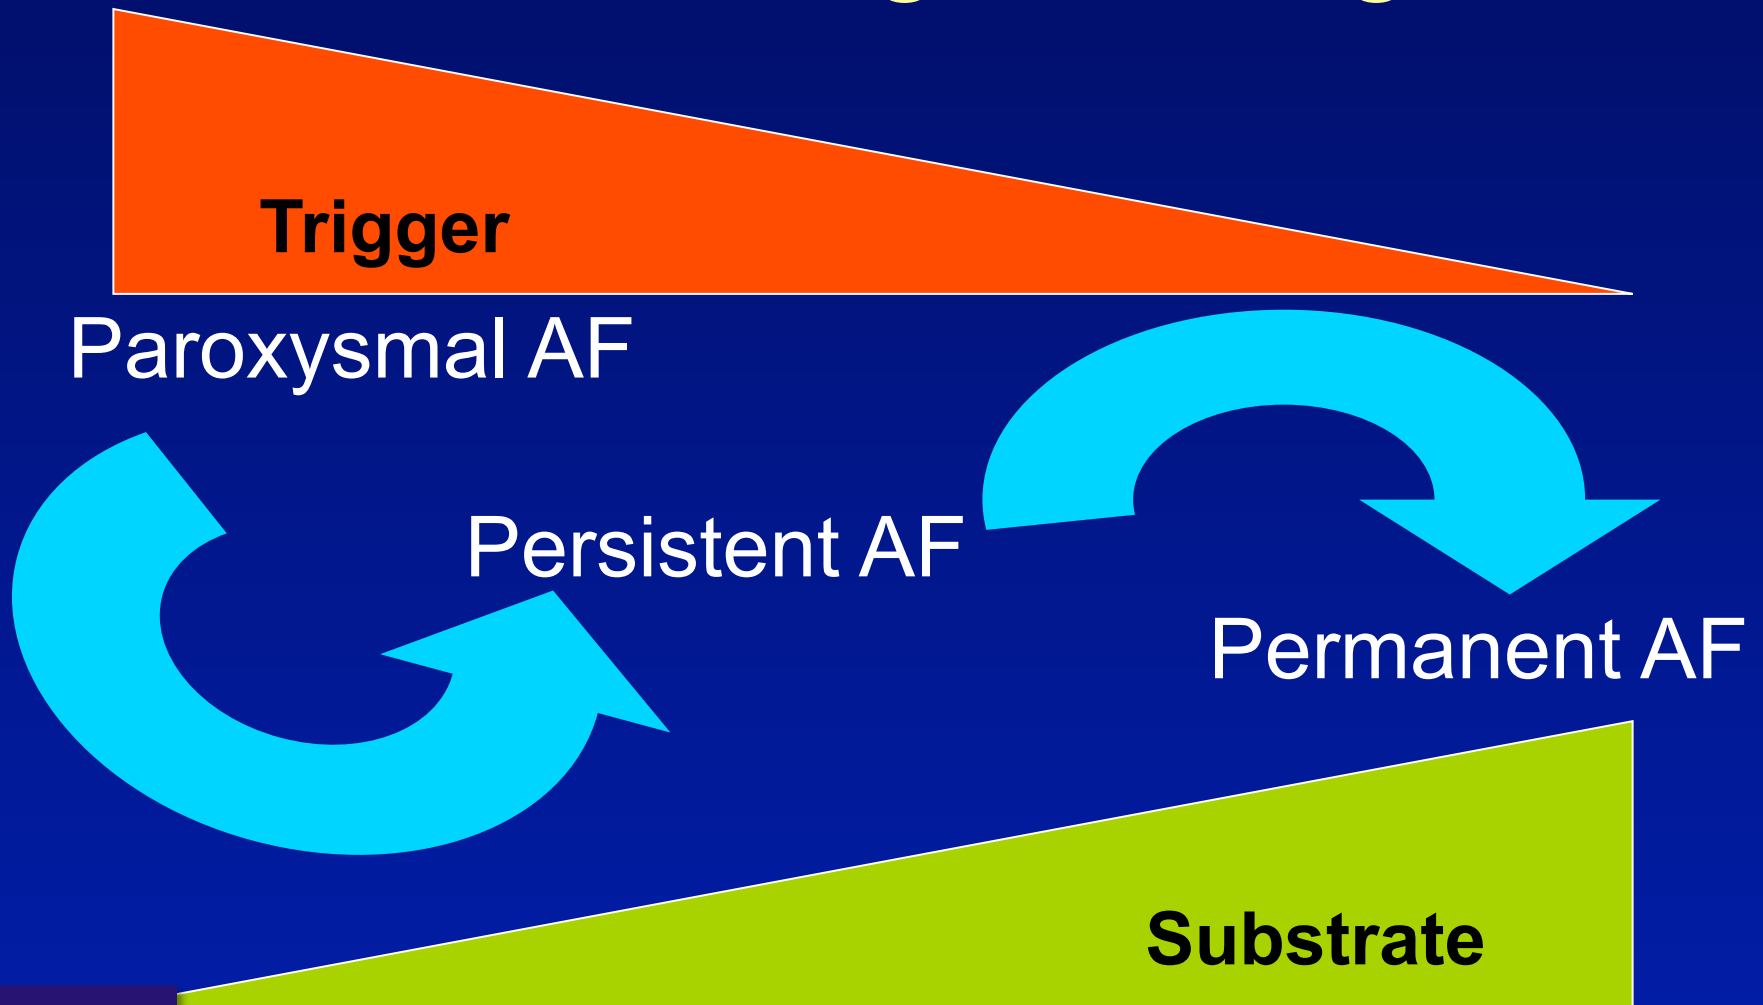 Trigger
Paroxysmal AF
Persistent AF
Permanent AF
Substrate